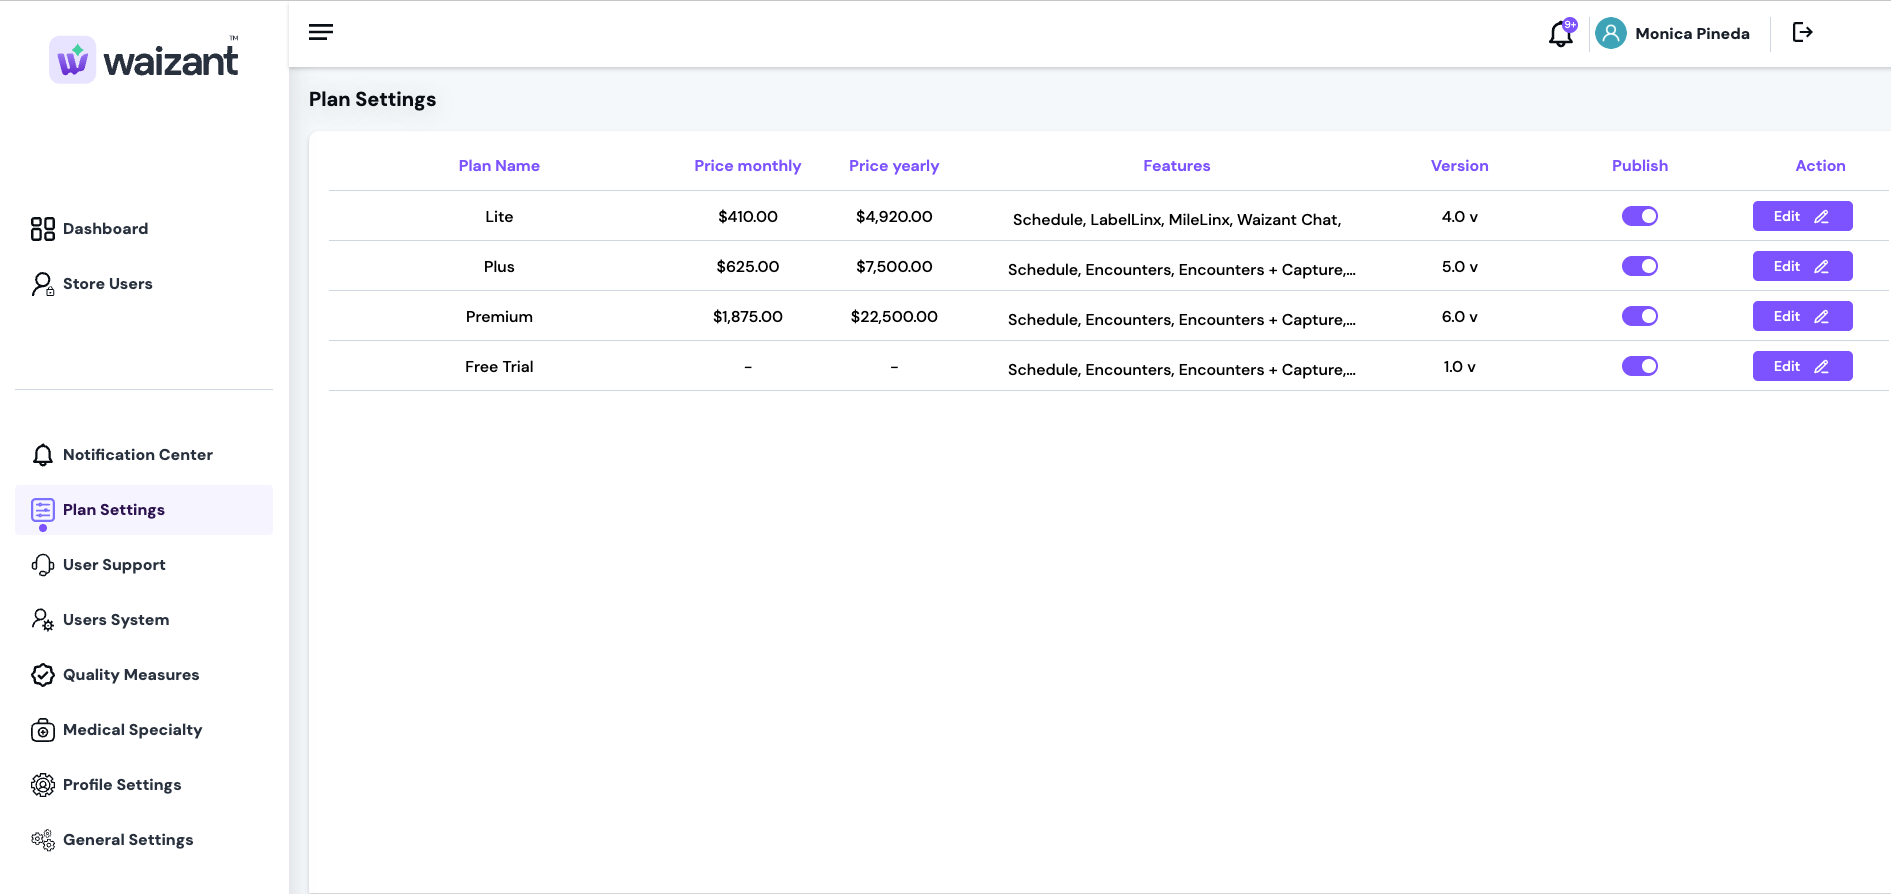 waizant™
Dashboard
Store Users
Notification Center
Plan Settings
User Support
Users System
Quality Measures
Medical Specialty
Profile Settings
General Settings
9+
Monica Pineda
Plan Settings
Plan Name Price monthly Price yearly Features Version Publish Action
Lite $410.00 $4,920.00 Schedule, LabelLinx, MileLinx, Waizant Chat, 4.0 v Edit
Plus $625.00 $7,500.00 Schedule, Encounters, Encounters + Capture,... 5.0 v Edit
Premium $1,875.00 $22,500.00 Schedule, Encounters, Encounters + Capture,... 6.0 v Edit
Free Trial - - Schedule, Encounters, Encounters + Capture,... 1.0 v Edit